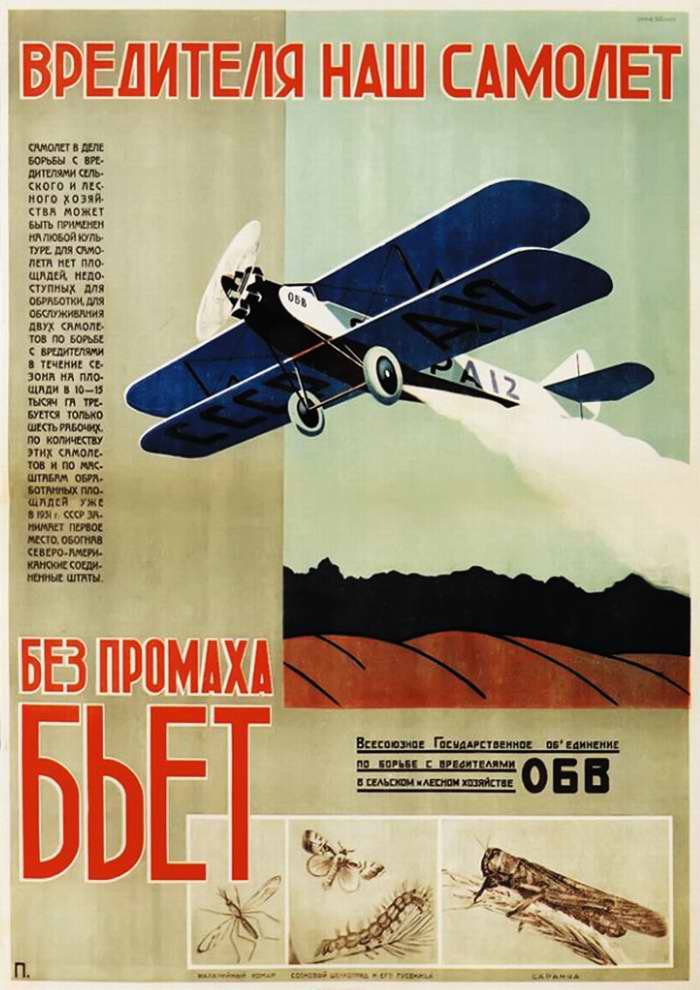 ВРЕДИТЕЛЯ НАШ САМОЛЕТ
САМОЛЕТ В ДЕЛЕ
БОРЬБЫ С ВРЕ-
ДИТЕЛЯМИ СЕЛЬ-
СКОГО И ЛЕС-
НОГО ХОЗЯЙ-
СТВА МОЖЕТ
БЫТЬ ПРИМЕНЕН
НА ЛЮБОЙ КУЛЬ-
ТУРЕ. ДЛЯ САМО-
ЛЕТА НЕТ ПЛО-
ЩАДЕЙ, НЕДО-
СТУПНЫХ ДЛЯ
ОБРАБОТКИ. ДЛЯ
ОБСЛУЖИВАНИЯ
ДВУХ САМОЛЕ-
ТОВ ПО БОРЬБЕ
С ВРЕДИТЕЛЯМИ
В ТЕЧЕНИЕ СЕ-
ЗОНА НА ПЛО-
ЩАДИ В 10—15
ТЫСЯЧ ГА ТРЕ-
БУЕТСЯ ТОЛЬКО
ШЕСТЬ РАБОЧИХ.
ПО КОЛИЧЕСТВУ
ЭТИХ САМОЛЕ-
ТОВ И ПО МАС-
ШТАБАМ ОБРА-
БОТАННЫХ ПЛО-
ЩАДЕЙ УЖЕ
В 1931 г. СССР ЗА-
НИМАЕТ ПЕРВОЕ
МЕСТО, ОБОГНАВ
СЕВЕРО-АМЕРИ-
КАНСКИЕ СОЕДИ-
НЕННЫЕ ШТАТЫ.
ОБВ
А12
СССР
РА12
БЕЗ ПРОМАХА
БЬЕТ
ВСЕСОЮЗНОЕ ГОСУДАРСТВЕННОЕ ОБ'ЕДИНЕНИЕ
ПО БОРЬБЕ С ВРЕДИТЕЛЯМИ
В СЕЛЬСКОМ и ЛЕСНОМ ХОЗЯЙСТВЕ ОБВ
МАЛЯРИЙНЫЙ КОМАР
СОСНОВЫЙ ШЕЛКОПРЯД И ЕГО ГУСЕНИЦА
САРАНЧА
П.